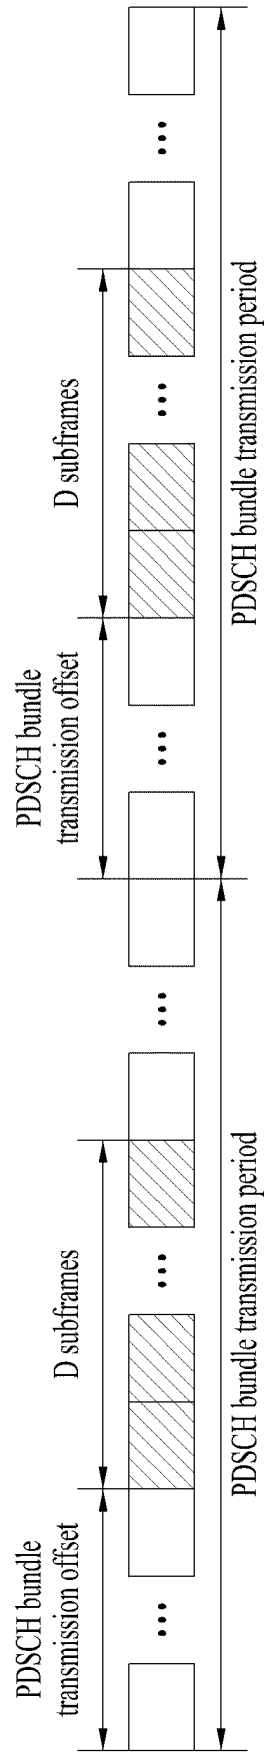 PDSCH bundle
transmission offset
D subframes
PDSCH bundle
transmission offset
D subframes
PDSCH bundle transmission period
PDSCH bundle transmission period